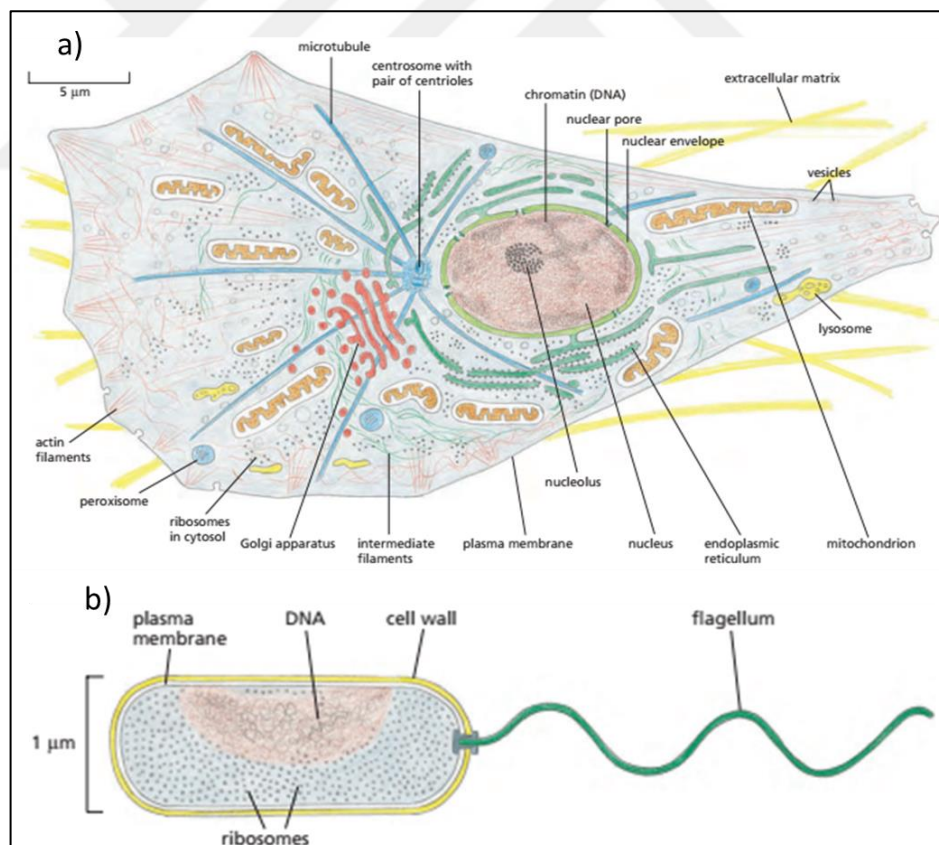 a)
microtubule
centrosome with
pair of centrioles
5 µm
chromatin (DNA)
nuclear pore
nuclear envelope
extracellular matrix
vesicles
lysosome
actin
filaments
peroxisome
ribosomes
in cytosol
Golgi apparatus
intermediate
filaments
plasma membrane
nucleolus
nucleus
endoplasmic
reticulum
mitochondrion
b)
plasma
membrane
DNA
cell wall
flagellum
1 µm
ribosomes